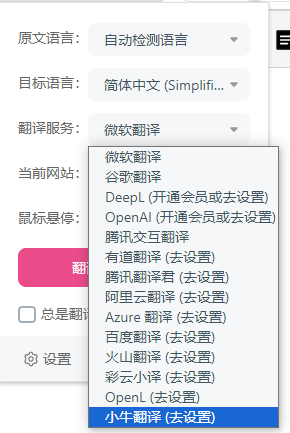 原文语言：
自动检测语言
目标语言：
简体中文 (Simplifi...
翻译服务：
微软翻译
当前网站：
鼠标悬停：
翻
总是翻译
设置
微软翻译
谷歌翻译
DeepL (开通会员或去设置)
OpenAI (开通会员或去设置)
腾讯交互翻译
有道翻译 (去设置)
腾讯翻译君 (去设置)
阿里云翻译 (去设置)
Azure 翻译 (去设置)
百度翻译 (去设置)
火山翻译 (去设置)
彩云小译 (去设置)
OpenL (去设置)
小牛翻译 (去设置)